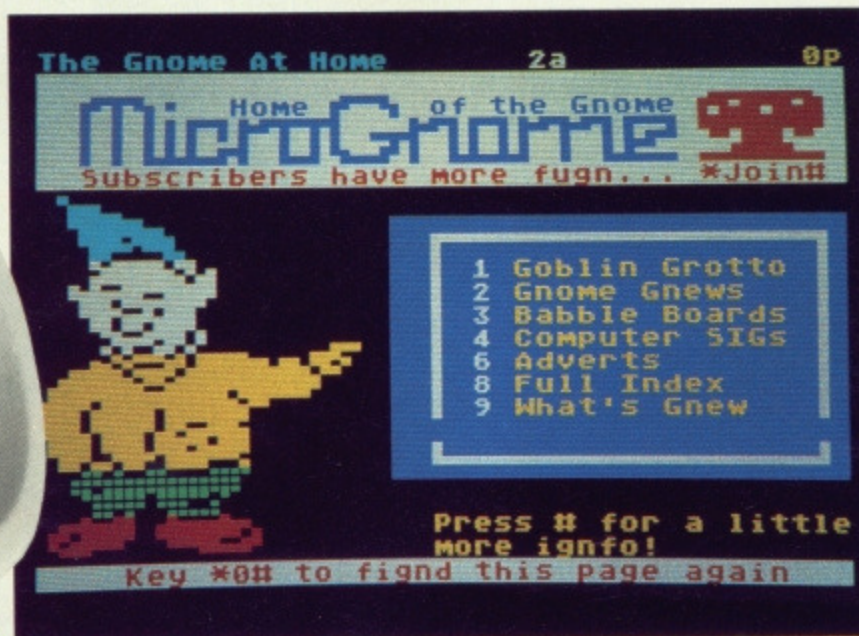 The Gnome At Home 2a 0p
Home of the Gnome
MicroGnome
Subscribers have more fugn... *Join#
1 Goblin Grotto
2 Gnome Gnews
3 Babble Boards
4 Computer SIGs
6 Adverts
8 Full Index
9 What's Gnew
Press # for a little
more ignfo!
Key *0# to fignd this page again